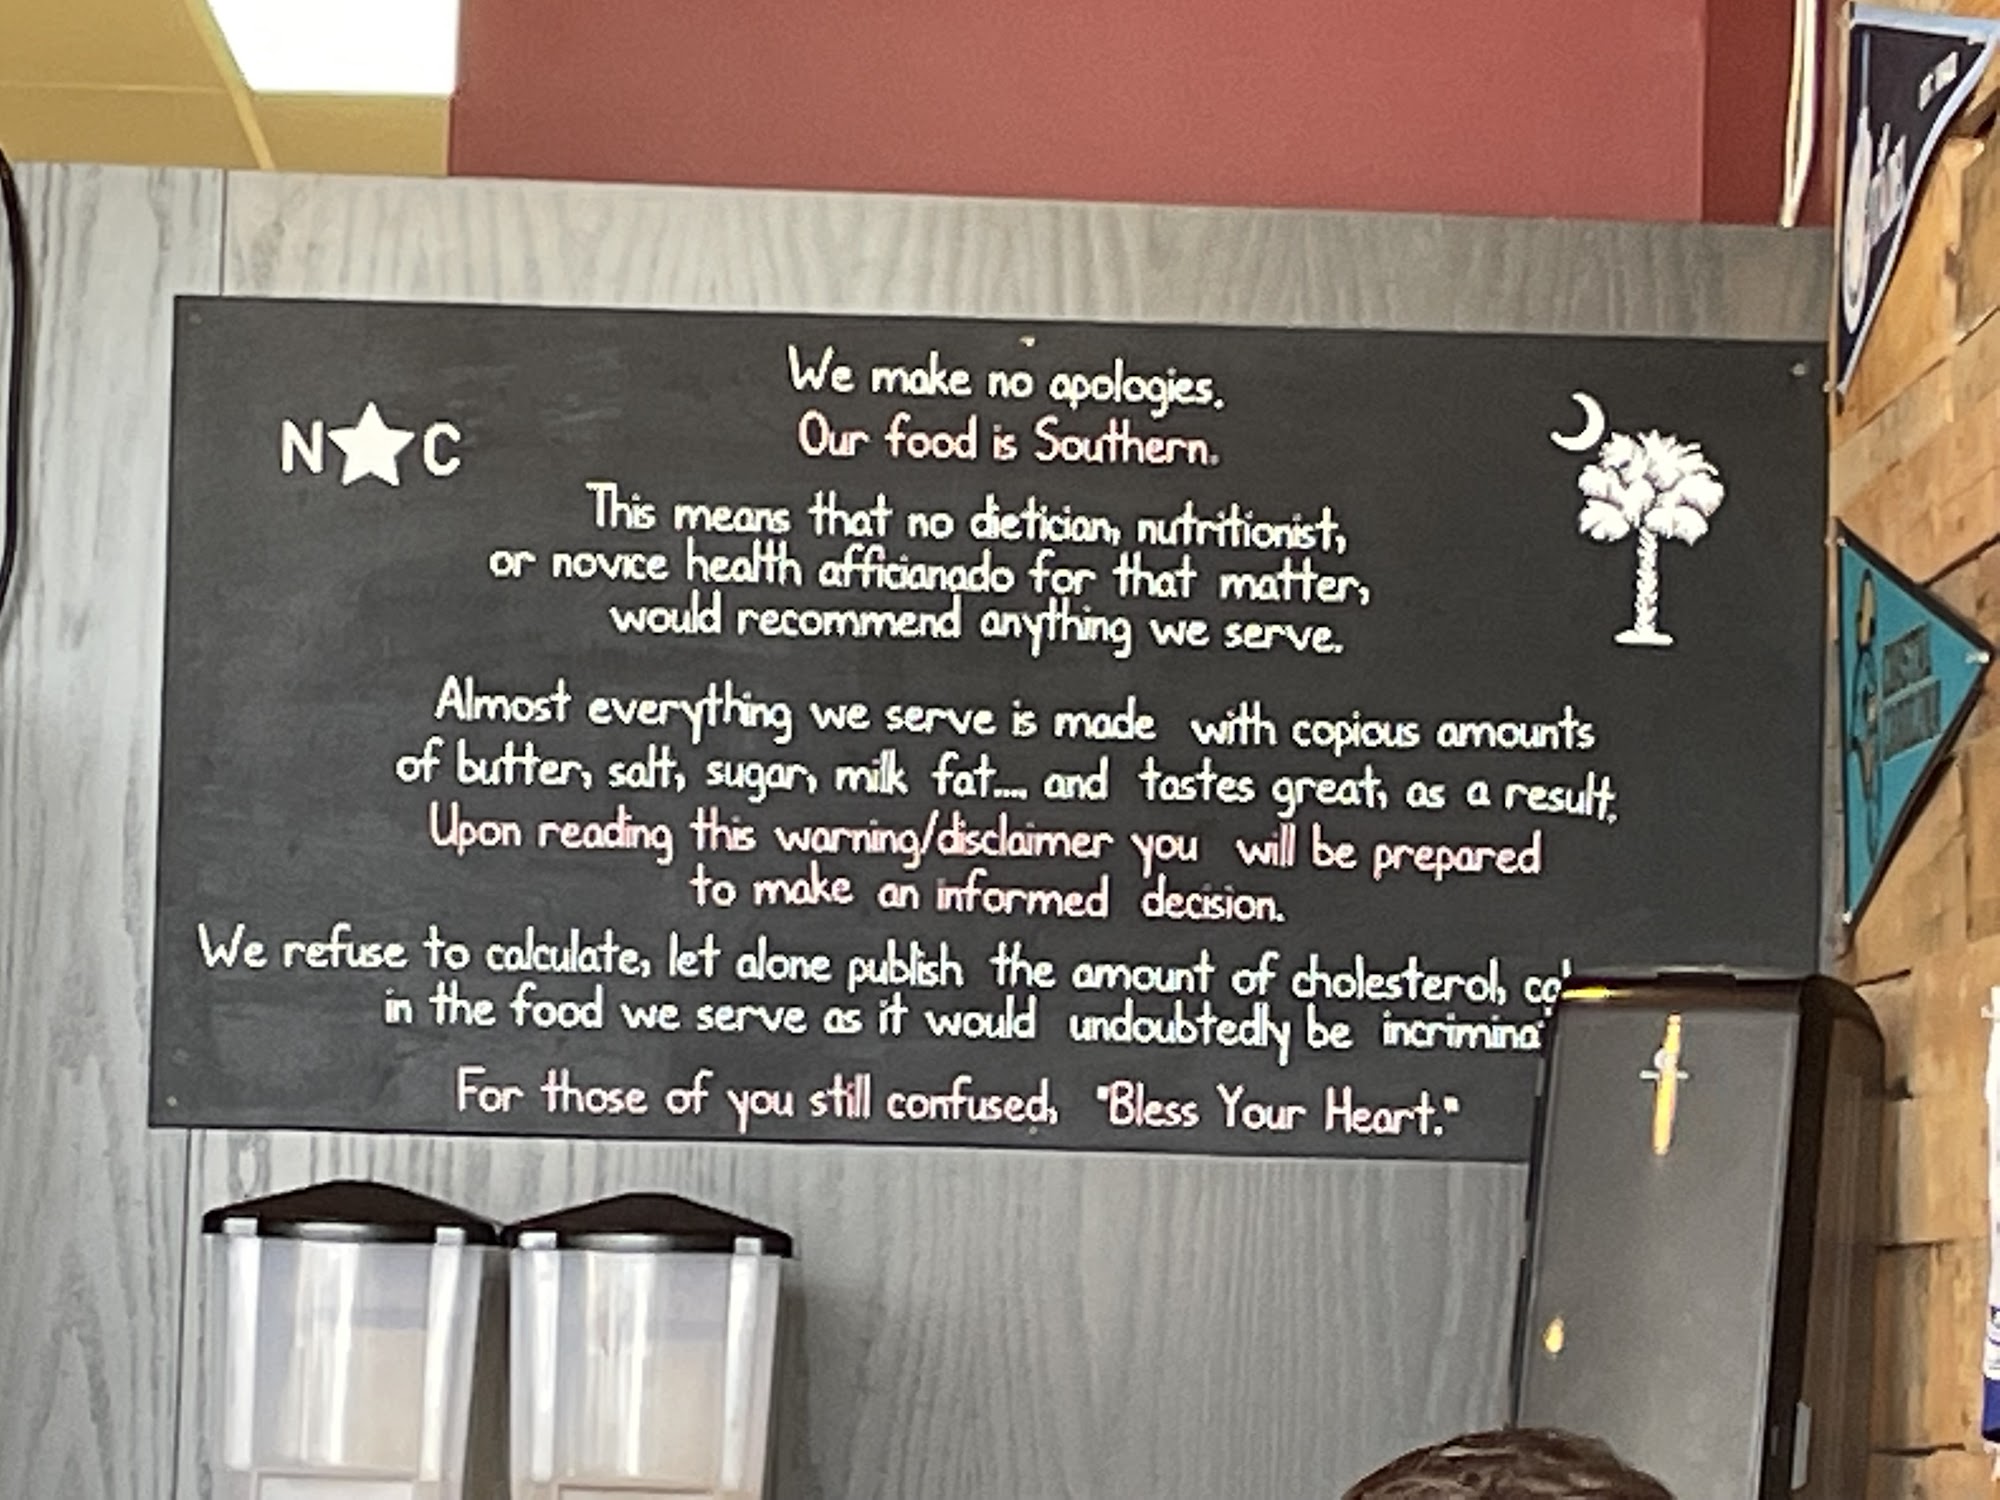 We make no apologies.
Our food is Southern.
N C
This means that no dietician, nutritionist,
or novice health afficianado for that matter,
would recommend anything we serve.
Almost everything we serve is made with copious amounts
of butter, salt, sugar, milk fat.... and tastes great, as a result.
Upon reading this warning/disclaimer you will be prepared
to make an informed decision.
We refuse to calculate, let alone publish the amount of cholesterol,
in the food we serve as it would undoubtedly be
For those of you still confused, "Bless Your Heart."